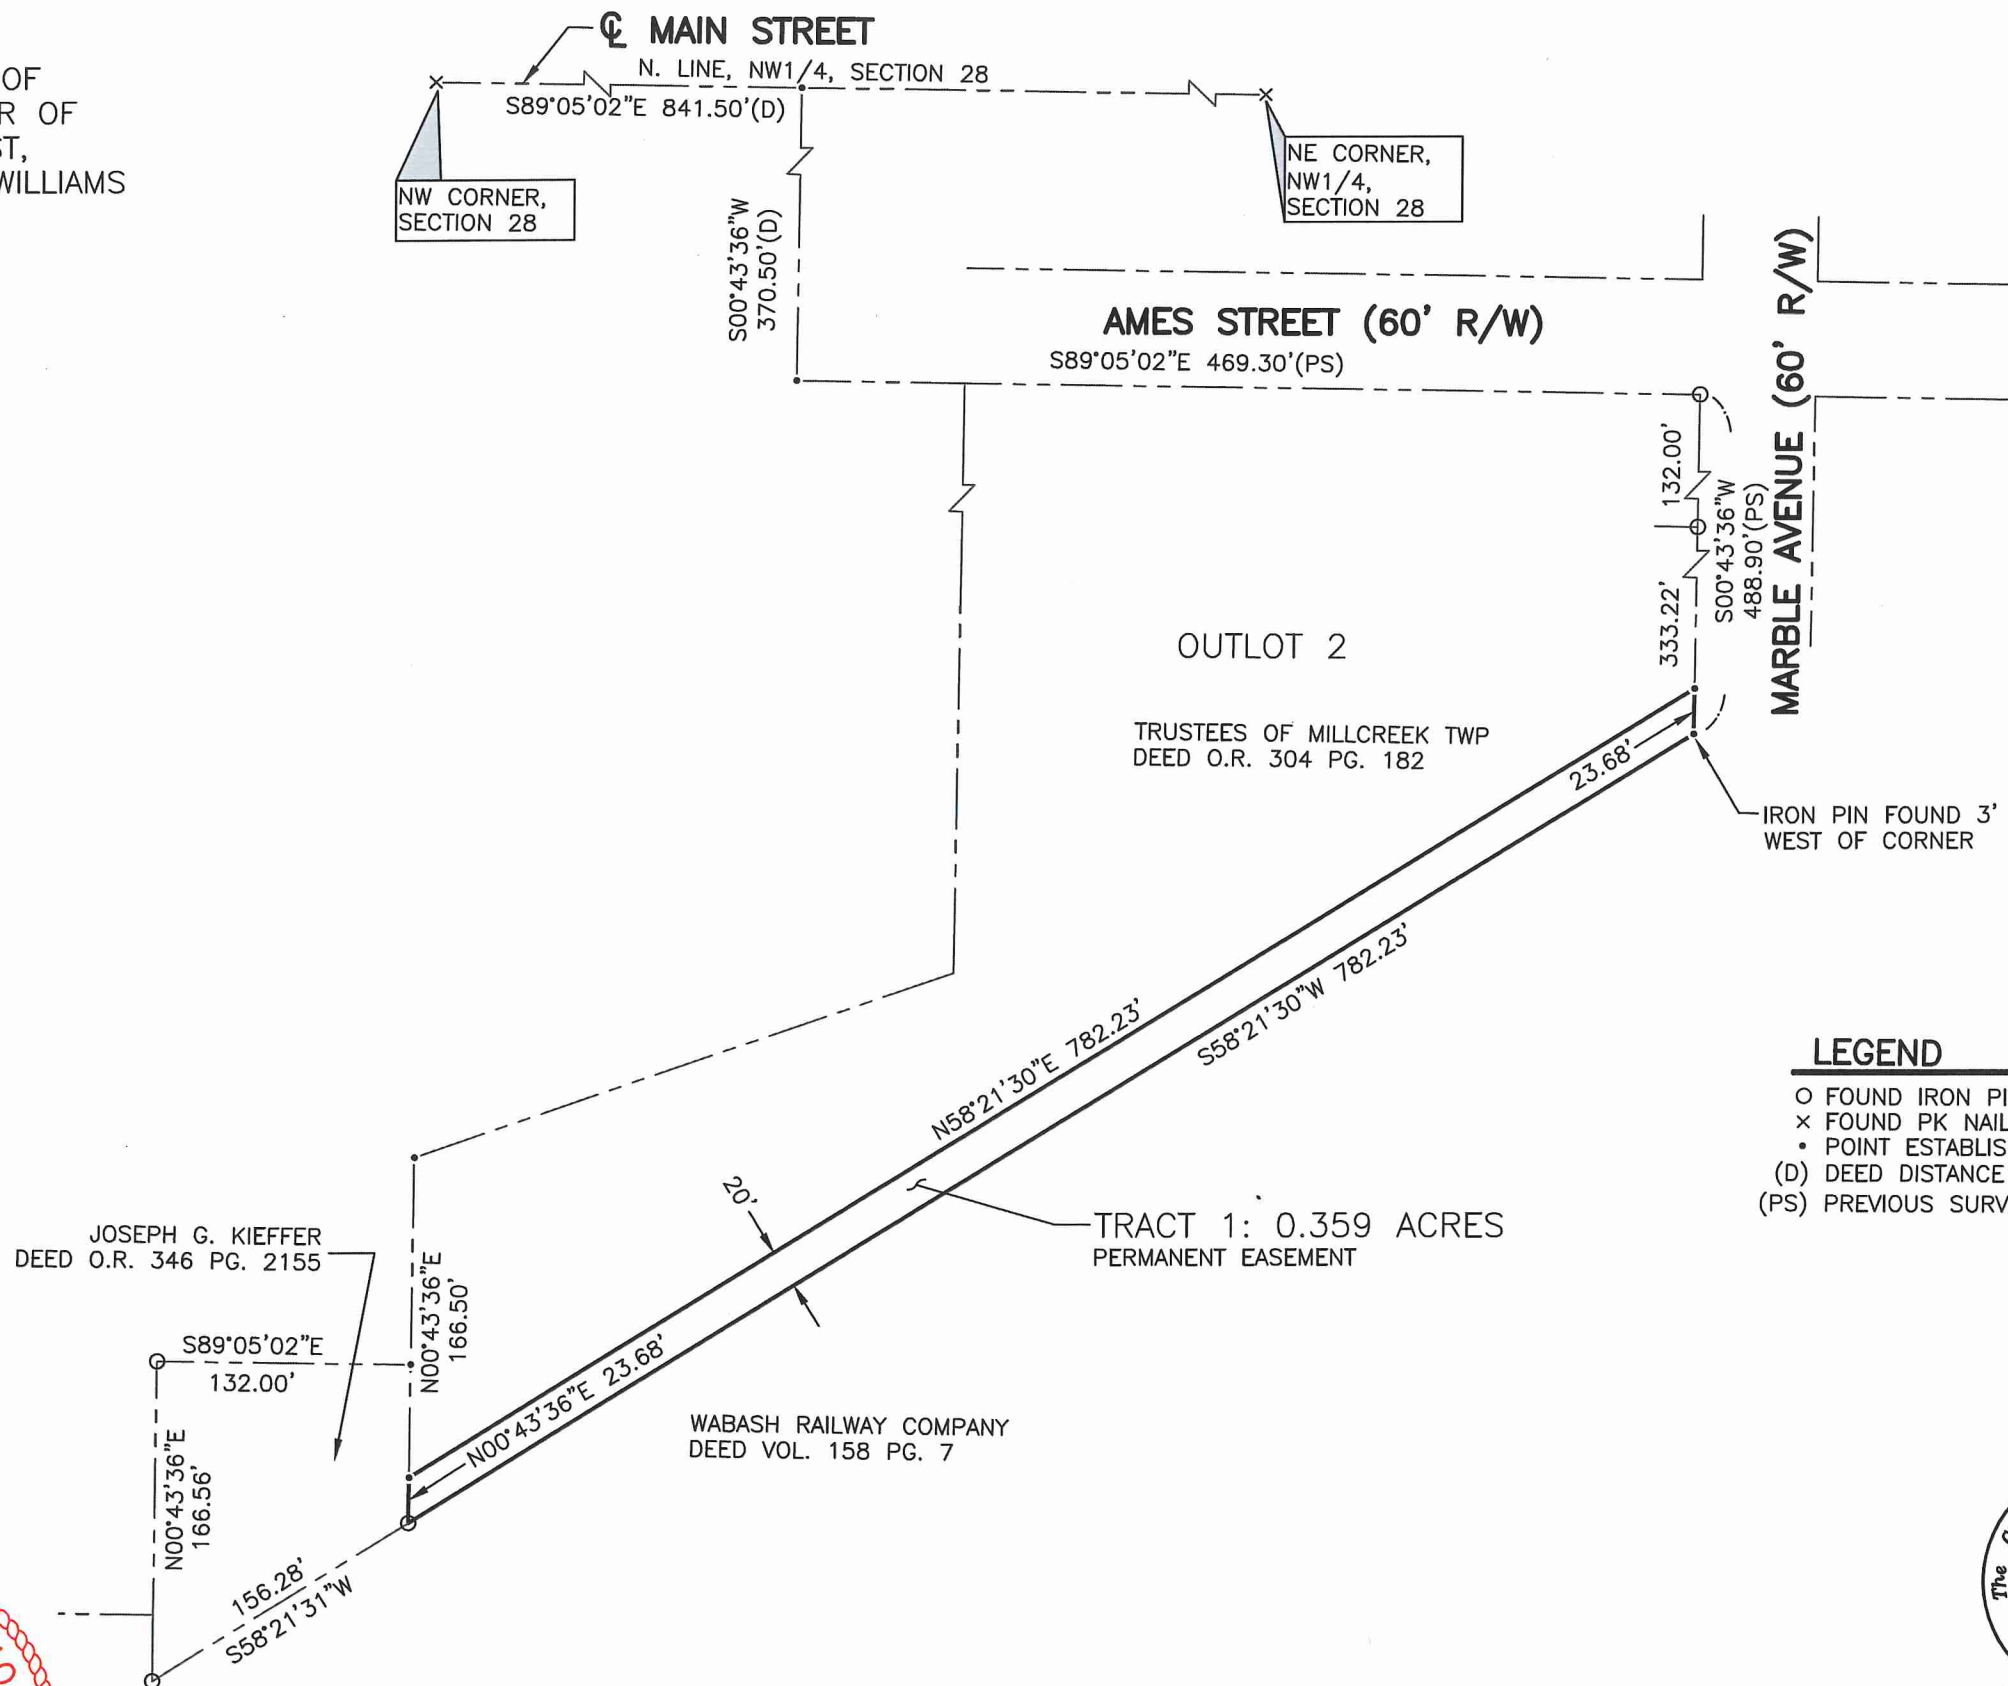 OF
R OF
ST,
WILLIAMS
℄ MAIN STREET
N. LINE, NW1/4, SECTION 28
S89°05'02"E 841.50'(D)
NW CORNER,
SECTION 28
NE CORNER,
NW1/4,
SECTION 28
S00°43'36"W
370.50'(D)
AMES STREET (60' R/W)
S89°05'02"E 469.30'(PS)
MARBLE AVENUE (60' R/W)
132.00'
S00°43'36"W
488.90'(PS)
333.22'
OUTLOT 2
TRUSTEES OF MILLCREEK TWP
DEED O.R. 304 PG. 182
23.68'
IRON PIN FOUND 3'
WEST OF CORNER
N58°21'30"E 782.23'
S58°21'30"W 782.23'
LEGEND
O FOUND IRON PI
× FOUND PK NAIL
• POINT ESTABLIS
(D) DEED DISTANCE
(PS) PREVIOUS SURV
20'
TRACT 1: 0.359 ACRES
PERMANENT EASEMENT
JOSEPH G. KIEFFER
DEED O.R. 346 PG. 2155
N00°43'36"E
166.50'
S89°05'02"E
132.00'
N00°43'36"E 23.68'
WABASH RAILWAY COMPANY
DEED VOL. 158 PG. 7
N00°43'36"E
166.56'
156.28'
S58°21'31"W
The